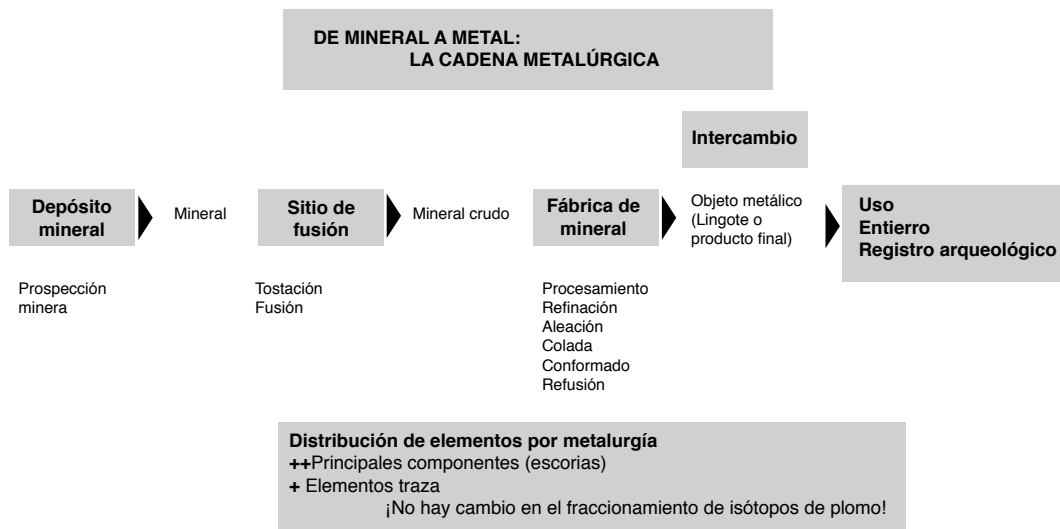 DE MINERAL A METAL:
LA CADENA METALÚRGICA
Intercambio
Depósito
mineral
Mineral
Sitio de
fusión
Mineral crudo
Fábrica de
mineral
Objeto metálico
(Lingote o
producto final)
Uso
Entierro
Registro arqueológico
Prospección
minera
Tostación
Fusión
Procesamiento
Refinación
Aleación
Colada
Conformado
Refusión
Distribución de elementos por metalurgía
++Principales componentes (escorias)
+ Elementos traza
¡No hay cambio en el fraccionamiento de isótopos de plomo!